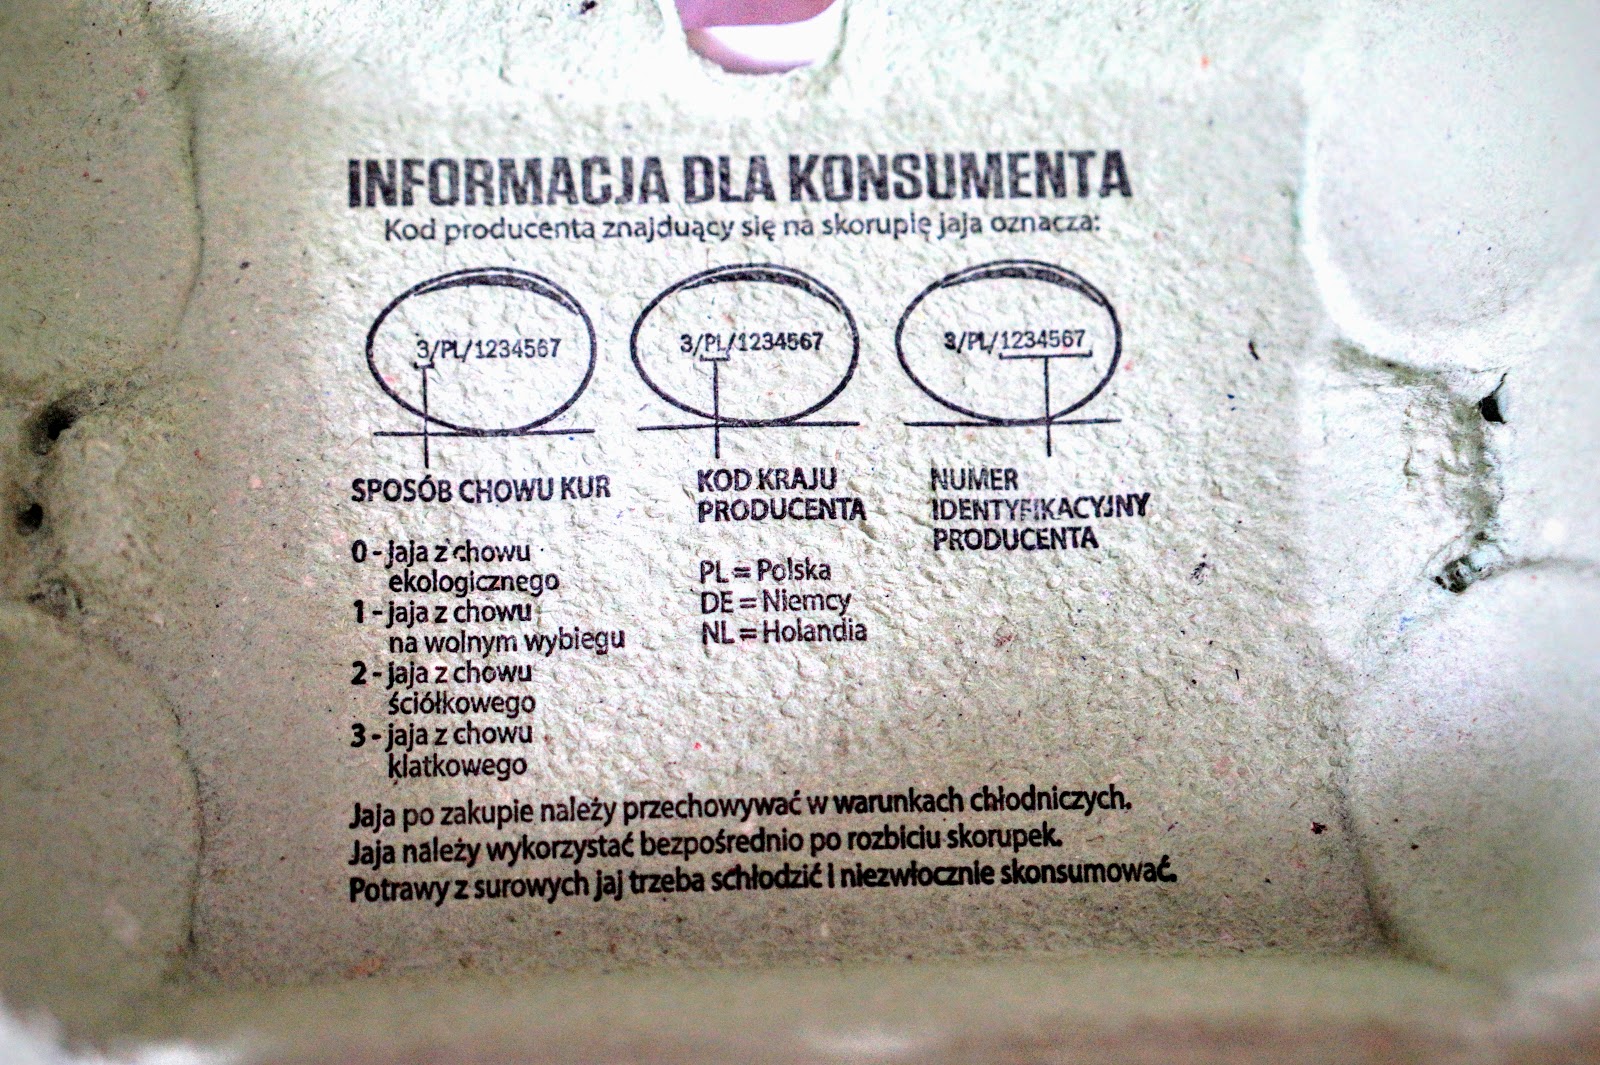 INFORMACJA DLA KONSUMENTA
Kod producenta znajduący się na skorupię jaja oznacza:
3/PL/1234567
3/PL/1234567
3/PL/1234567
SPOSÓB CHOWU KUR
0 - jaja z chowu
ekologicznego
1 - jaja z chowu
na wolnym wybiegu
2 - jaja z chowu
ściółkowego
3 - jaja z chowu
klatkowego
KOD KRAJU
PRODUCENTA
PL = Polska
DE = Niemcy
NL = Holandia
NUMER
IDENTYFIKACYJNY
PRODUCENTA
Jaja po zakupie należy przechowywać w warunkach chłodniczych.
Jaja należy wykorzystać bezpośrednio po rozbiciu skorupek.
Potrawy z surowych jaj trzeba schłodzić i niezwłocznie skonsumować.